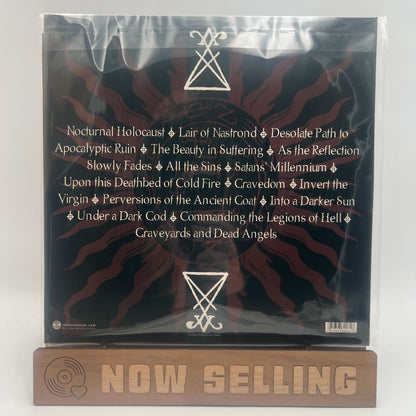 Nocturnal Holocaust Lair of Nastrond Desolate Path to
Apocalyptic Ruin The Beauty in Suffering As the Reflection
Slowly Fades All the Sins Satans' Millennium
Upon this Deathbed of Cold Fire Gravedom Invert the
Virgin Perversions of the Ancient Goat Into a Darker Sun
Under a Dark God Commanding the Legions of Hell
Graveyards and Dead Angels
NOW SELLING